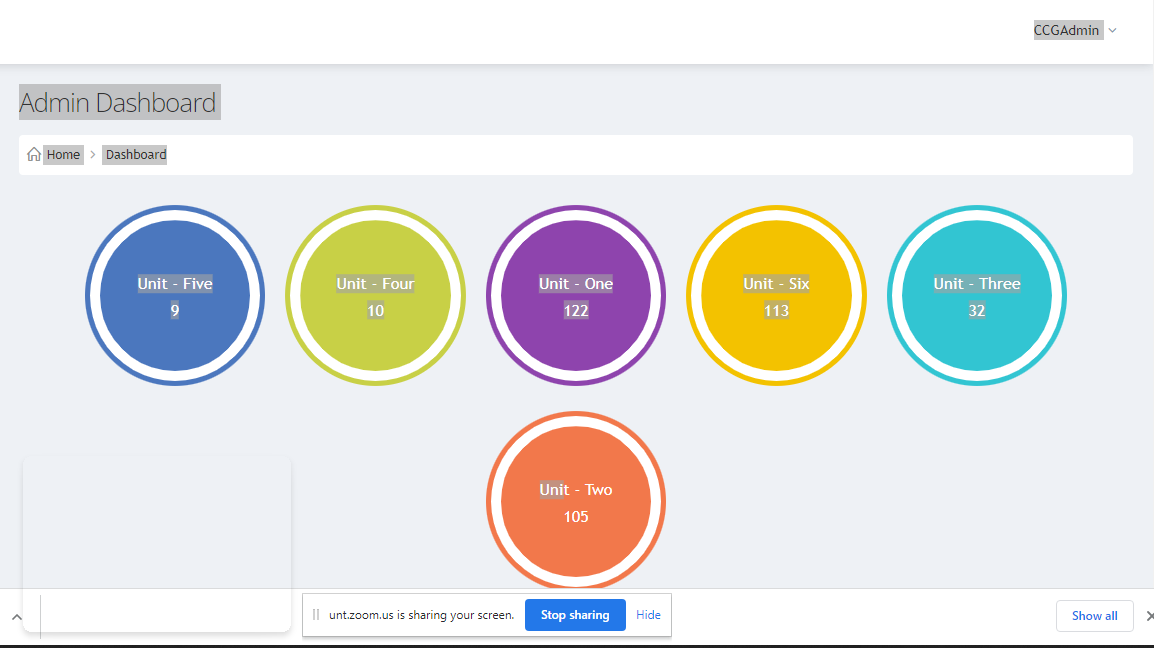 CCGAdmin
Admin Dashboard
Home
Dashboard
Unit - Five
9
Unit - Four
10
Unit - One
122
Unit - Six
113
Unit - Three
32
Unit - Two
105
unt.zoom.us is sharing your screen.
Stop sharing
Hide
Show all